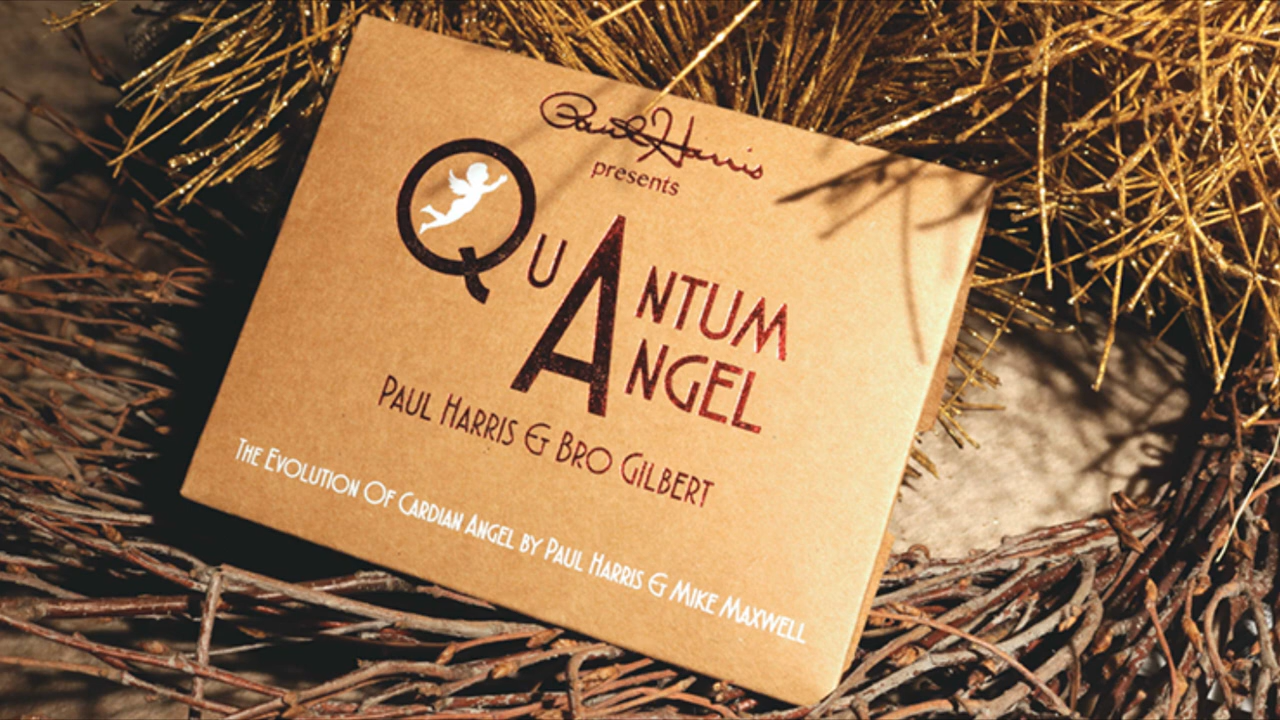 Paul Harris
presents
QUANTUM
ANGEL
PAUL HARRIS & BRO GILBERT
THE EVOLUTION OF CARDIAN ANGEL BY PAUL HARRIS & MIKE MAXWELL